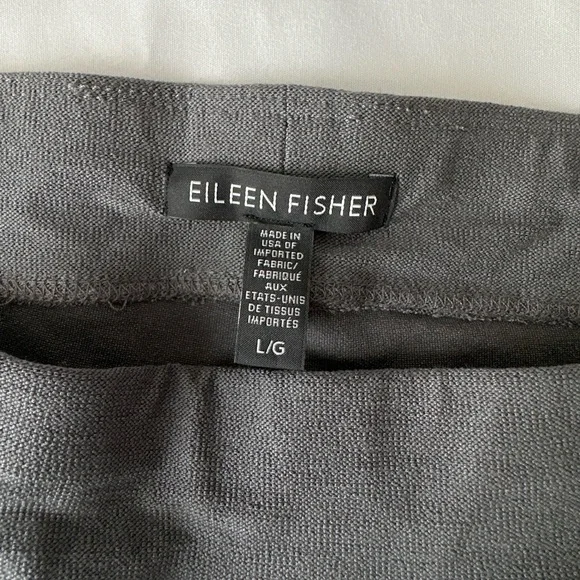 EILEEN FISHER
MADE IN
USA OF
IMPORTED
FABRIC/
FABRIQUÉ
AUX
ETATS-UNIS
DE TISSUS
IMPORTÉS
L/G